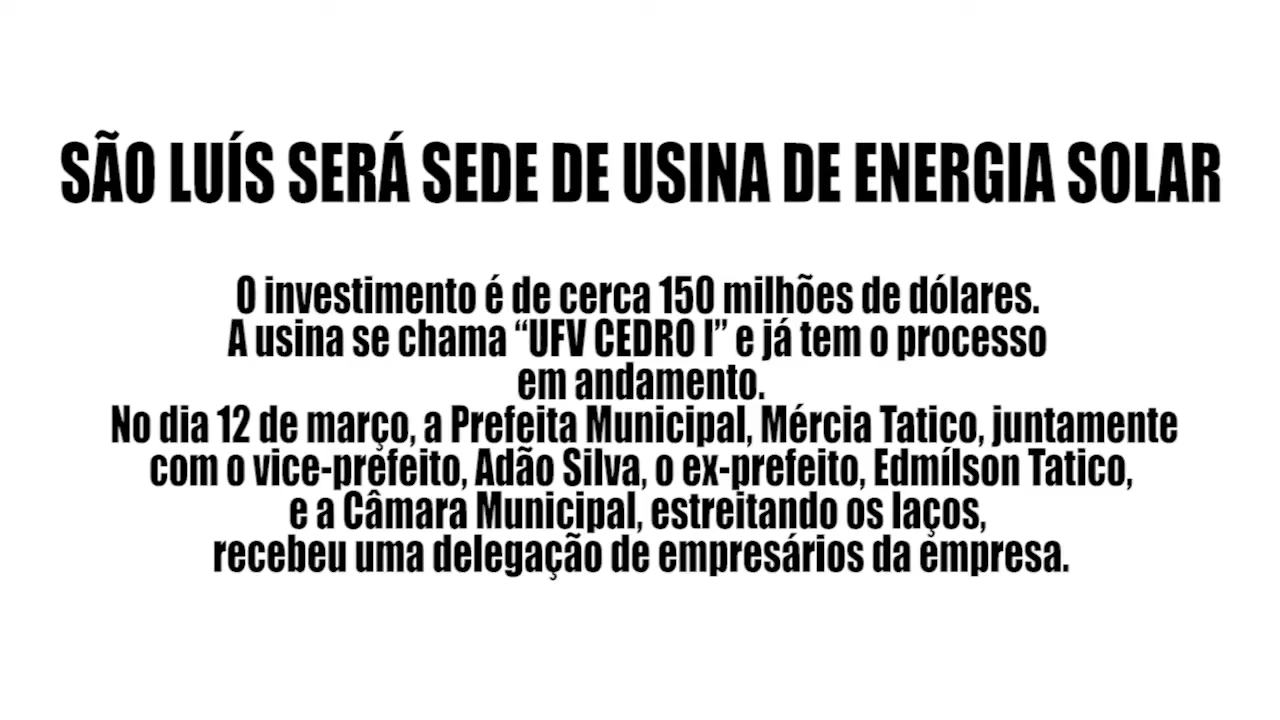 SÃO LUÍS SERÁ SEDE DE USINA DE ENERGIA SOLAR
O investimento é de cerca 150 milhões de dólares.
A usina se chama “UFV CEDRO I” e já tem o processo
em andamento.
No dia 12 de março, a Prefeita Municipal, Mércia Tatico, juntamente
com o vice-prefeito, Adão Silva, o ex-prefeito, Edmílson Tatico,
e a Câmara Municipal, estreitando os laços,
recebeu uma delegação de empresários da empresa.